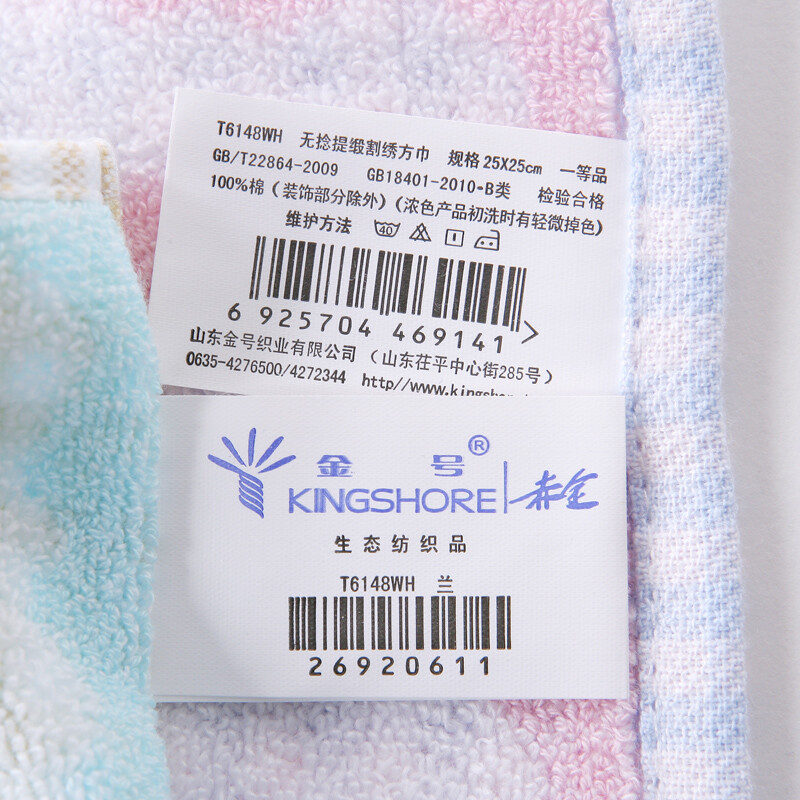 T6148WH 无捻提缎割绣方巾 规格 25X25cm 一等品
GB/T22864-2009 GB18401-2010•B类 检验合格
100%棉（装饰部分除外）（浓色产品初洗时有轻微掉色）
维护方法 40
6 925704 469141 >
山东金号织业有限公司（山东茌平中心街285号）
0635-4276500/4272344 http//www.kingshore
金号®
KINGSHORE 赤金
生态纺织品
T6148WH 兰
26920611